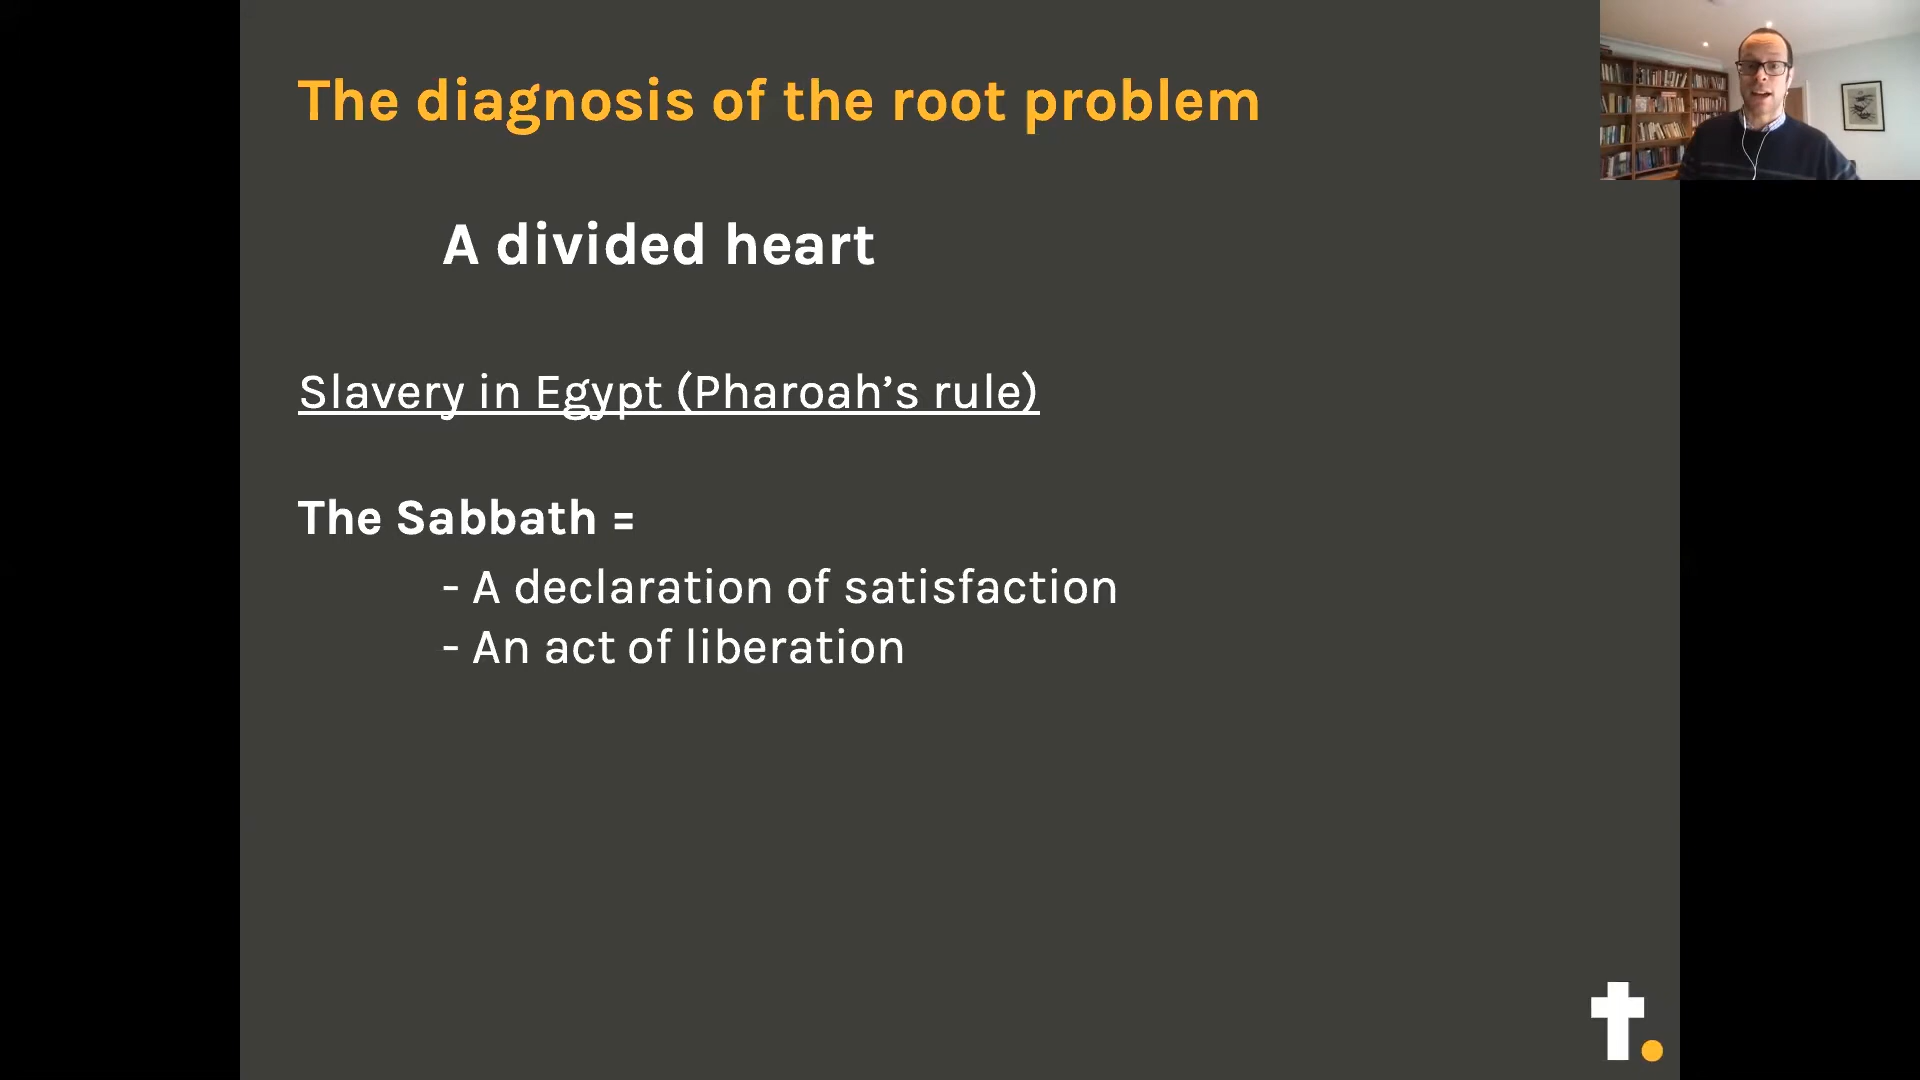 The diagnosis of the root problem
A divided heart
Slavery in Egypt (Pharoah’s rule)
The Sabbath =
- A declaration of satisfaction
- An act of liberation
t.